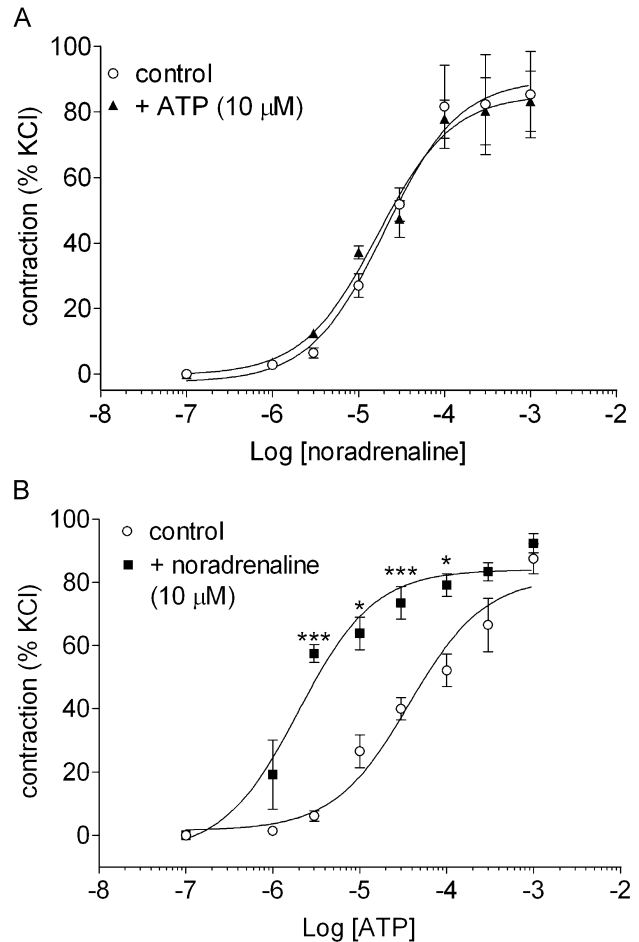 A
100
control
+ ATP (10 µM)
80
60
40
20
0
contraction (% KCl)
-8 -7 -6 -5 -4 -3 -2
Log [noradrenaline]
B
100
control
+ noradrenaline
(10 µM)
80
60
40
20
0
*** * *** *
contraction (% KCl)
-8 -7 -6 -5 -4 -3 -2
Log [ATP]